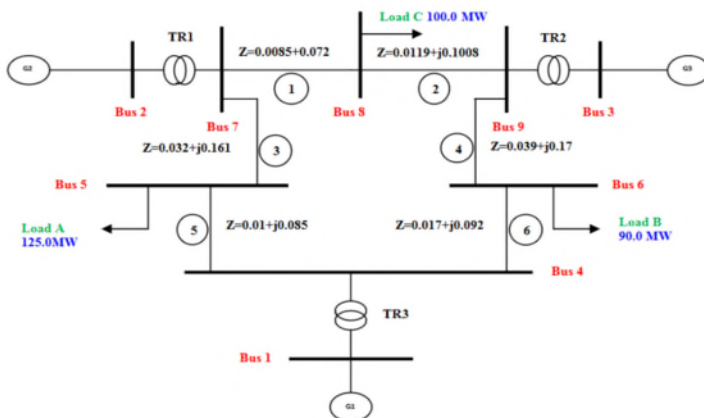 Load C 100.0 MW
TR1
Z=0.0085+0.072
Z=0.0119+j0.1008
TR2
G2
G3
1
2
Bus 2
Bus 7
Bus 8
Bus 9
Bus 3
Z=0.032+j0.161
3
4
Z=0.039+j0.17
Bus 5
Bus 6
Load A
125.0MW
5
Z=0.01+j0.085
Z=0.017+j0.092
6
Load B
90.0 MW
Bus 4
TR3
Bus 1
G1